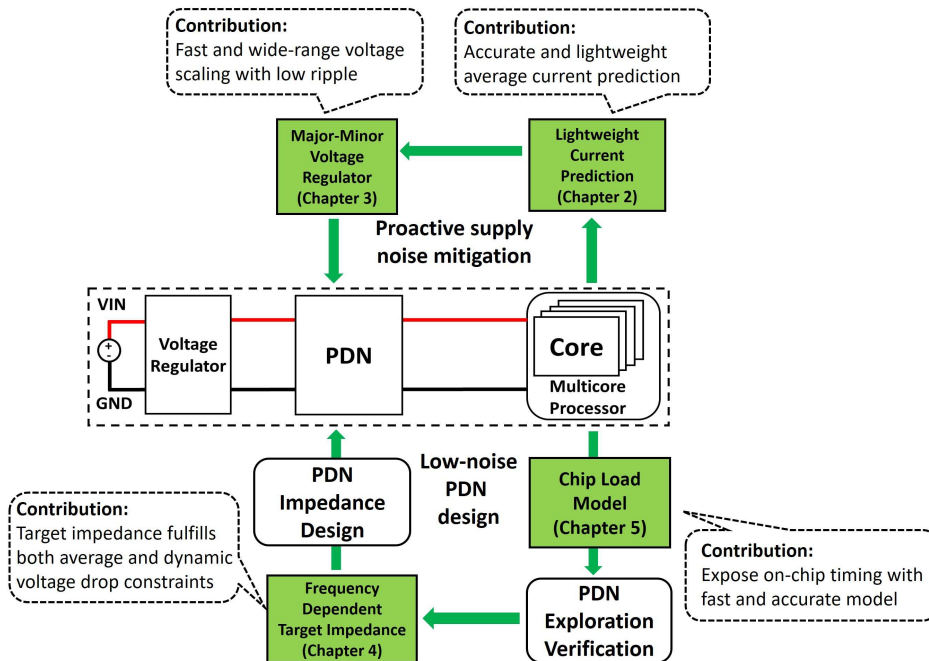 Contribution:
Fast and wide-range voltage
scaling with low ripple
Contribution:
Accurate and lightweight
average current prediction
Major-Minor
Voltage
Regulator
(Chapter 3)
Lightweight
Current
Prediction
(Chapter 2)
Proactive supply
noise mitigation
VIN
+
-
GND
Voltage
Regulator
PDN
Core
Multicore
Processor
PDN
Impedance
Design
Low-noise
PDN
design
Chip Load
Model
(Chapter 5)
Contribution:
Target impedance fulfills
both average and dynamic
voltage drop constraints
Contribution:
Expose on-chip timing with
fast and accurate model
Frequency
Dependent
Target Impedance
(Chapter 4)
PDN
Exploration
Verification